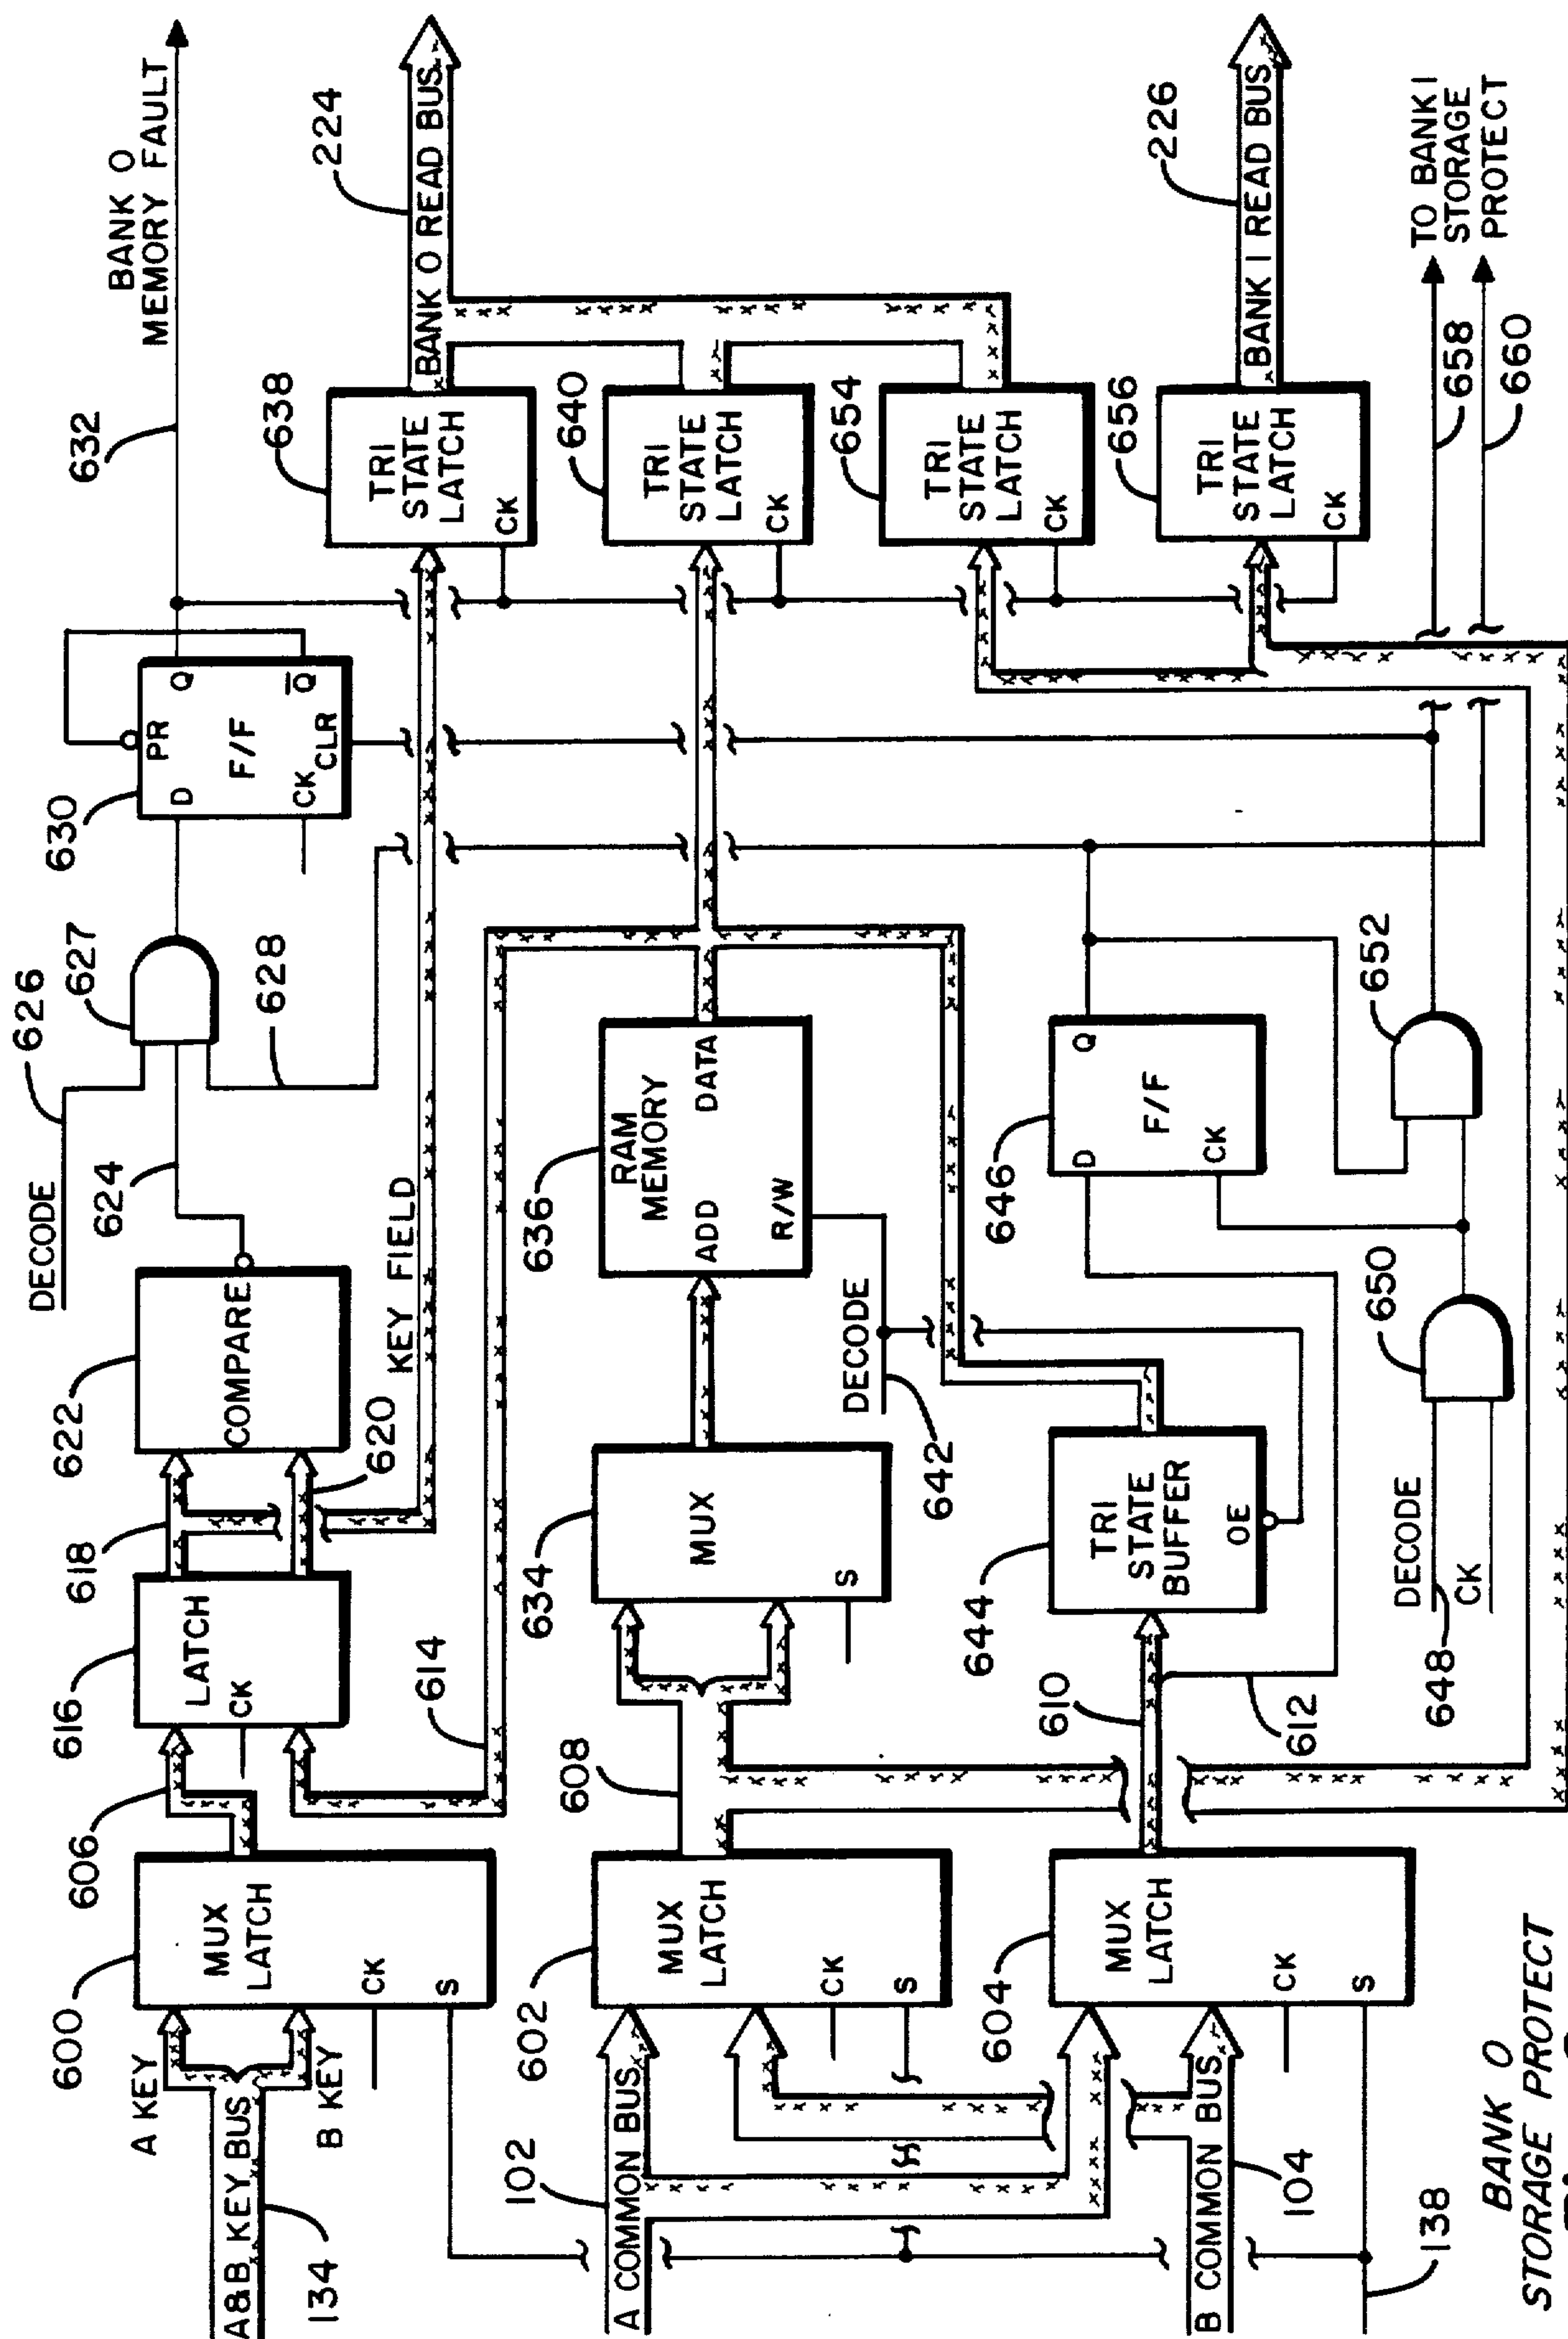 BANK 0
MEMORY FAULT
632
224
BANK 0 READ BUS
226
BANK 1 READ BUS
TO BANK 1
STORAGE
PROTECT
658
660
638
TRI
STATE
LATCH
CK
640
TRI
STATE
LATCH
CK
654
TRI
STATE
LATCH
CK
656
TRI
STATE
LATCH
CK
630
PR
D
Q
F/F
Q̅
CK
CLR
626
627
628
DECODE
624
622
COMPARE
618
620
KEY FIELD
616
LATCH
CK
614
606
600
MUX
LATCH
CK
S
A KEY
B KEY
A&B KEY BUS
134
636
RAM
MEMORY
ADD
DATA
R/W
DECODE
642
634
MUX
S
608
602
MUX
LATCH
CK
S
102
A COMMON BUS
646
D
Q
F/F
CK
652
650
DECODE
CK
648
644
TRI
STATE
BUFFER
OE
610
612
604
MUX
LATCH
CK
S
B COMMON BUS
104
138
BANK 0
STORAGE PROTECT